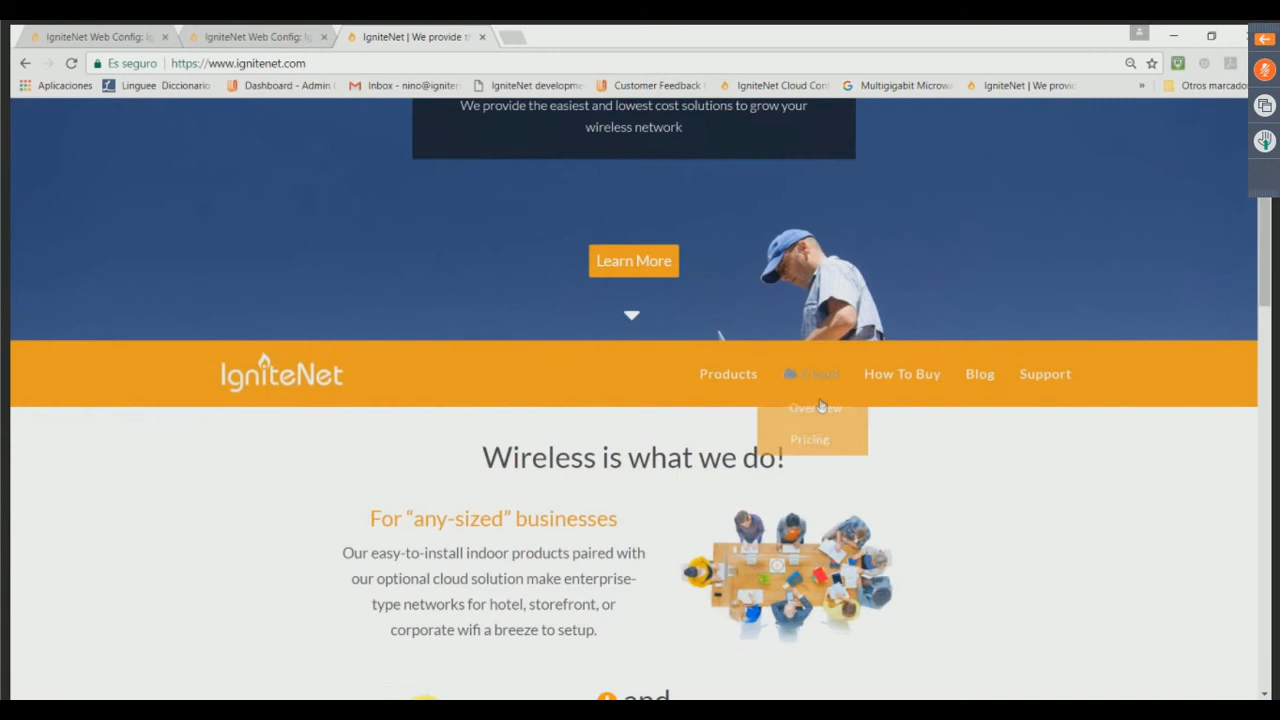 IgniteNet Web Config: Ig
IgniteNet Web Config: Ig
IgniteNet | We provide th
Es seguro
https://www.ignitenet.com
Aplicaciones
Linguee Diccionario
Dashboard - Admin
Inbox - nino@igniter
IgniteNet developme
Customer Feedback
IgniteNet Cloud Con
Multigigabit Microw
IgniteNet | We provi
»
Otros marcado
We provide the easiest and lowest cost solutions to grow your
wireless network
Learn More
IgniteNet
Products
Cloud
How To Buy
Blog
Support
Overview
Pricing
Wireless is what we do!
For “any-sized” businesses
Our easy-to-install indoor products paired with
our optional cloud solution make enterprise-
type networks for hotel, storefront, or
corporate wifi a breeze to setup.
and